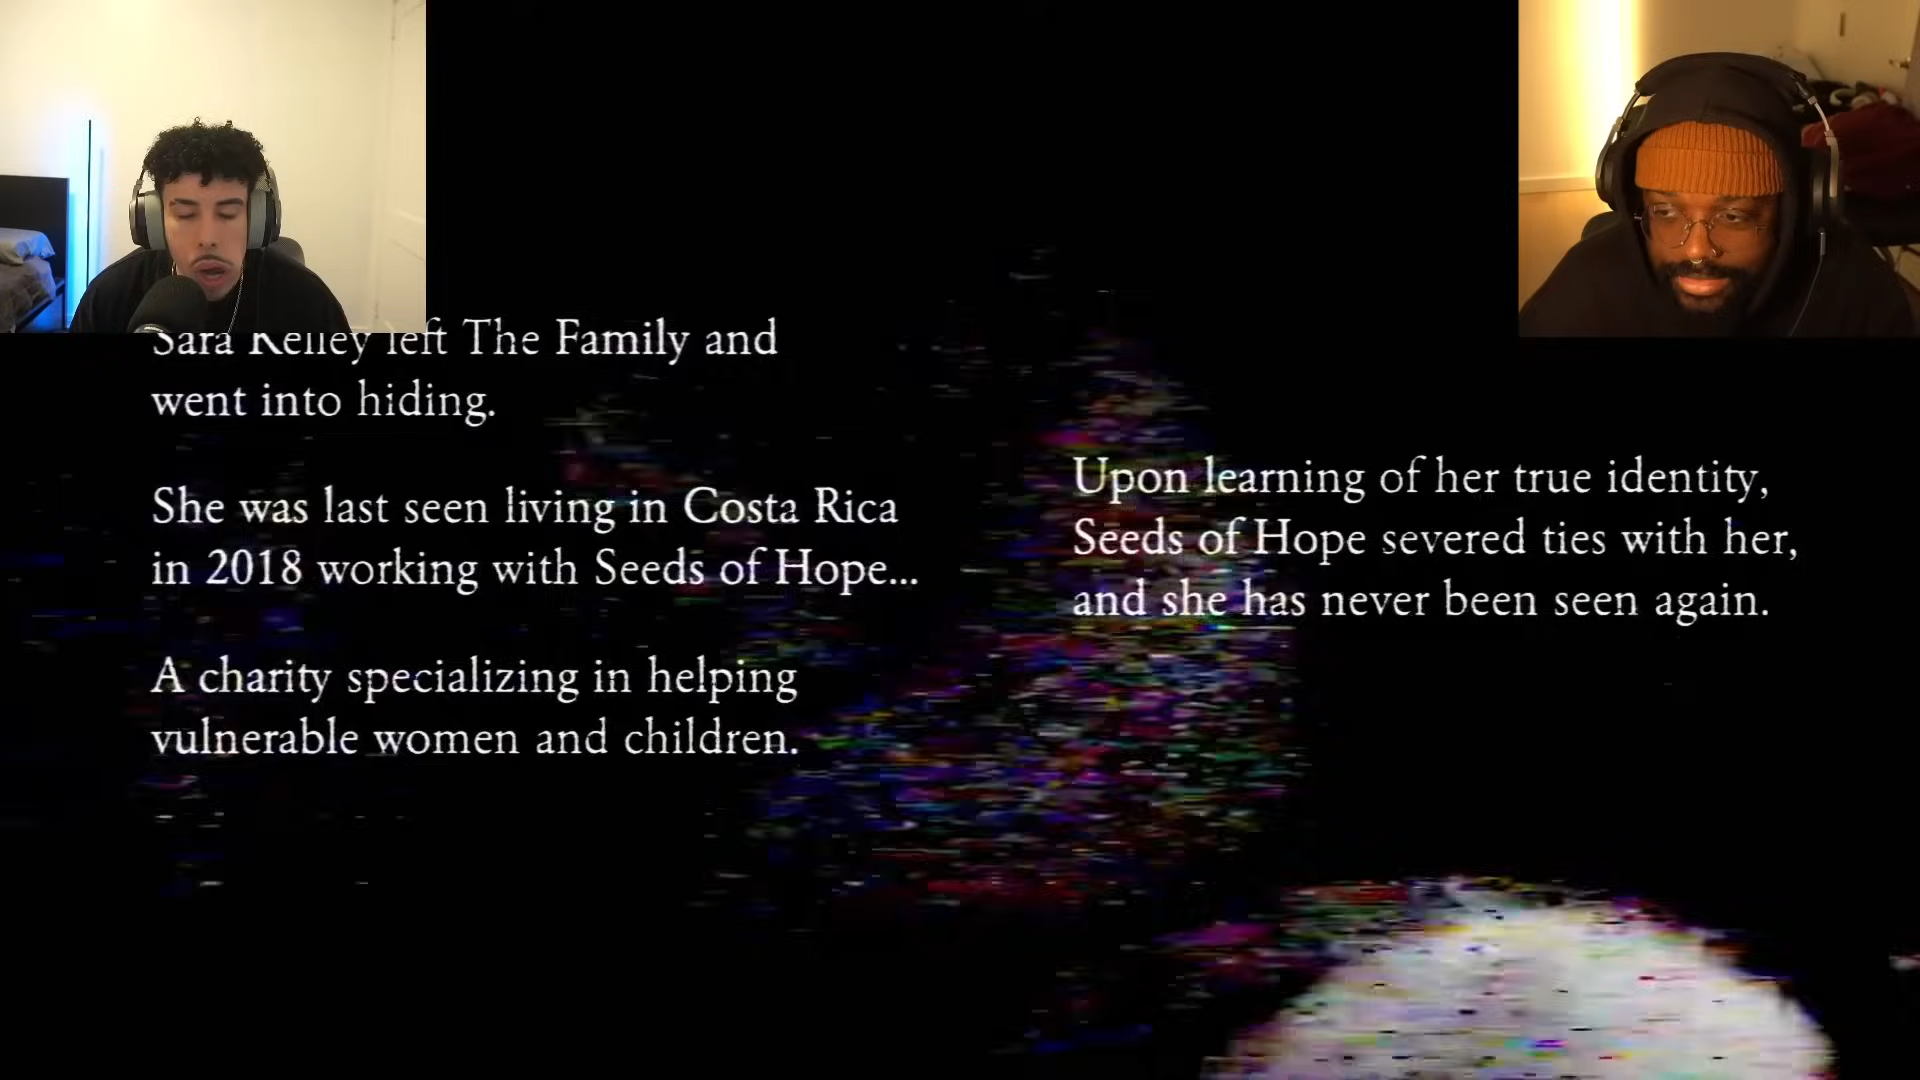 Sara Kelley left The Family and
went into hiding.
She was last seen living in Costa Rica
in 2018 working with Seeds of Hope...
A charity specializing in helping
vulnerable women and children.
Upon learning of her true identity,
Seeds of Hope severed ties with her,
and she has never been seen again.